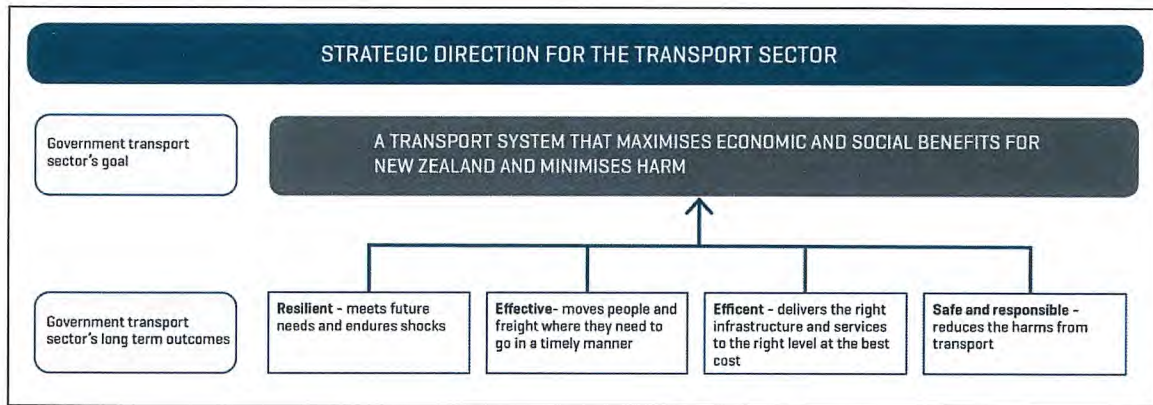 STRATEGIC DIRECTION FOR THE TRANSPORT SECTOR
Government transport
sector's goal
A TRANSPORT SYSTEM THAT MAXIMISES ECONOMIC AND SOCIAL BENEFITS FOR
NEW ZEALAND AND MINIMISES HARM
Government transport
sector's long term outcomes
Resilient - meets future
needs and endures shocks
Effective- moves people and
freight where they need to
go in a timely manner
Efficent - delivers the right
infrastructure and services
to the right level at the best
cost
Safe and responsible -
reduces the harms from
transport